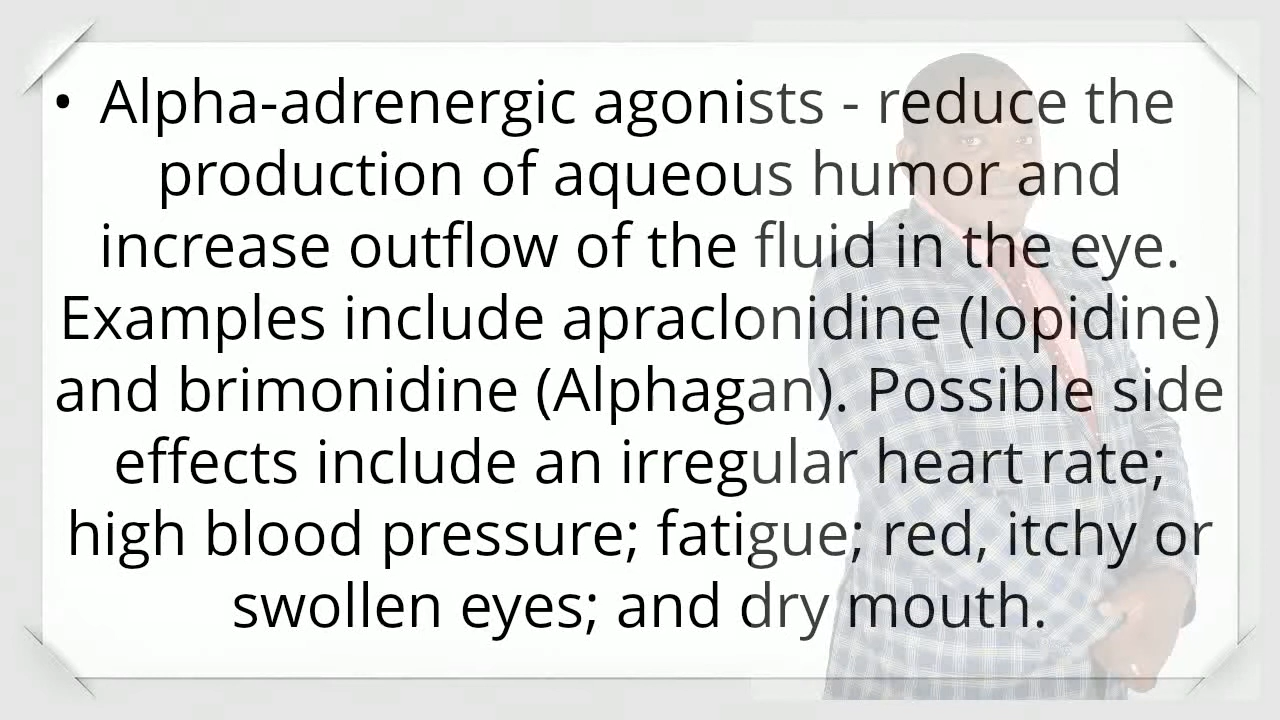 • Alpha-adrenergic agonists - reduce the
production of aqueous humor and
increase outflow of the fluid in the eye.
Examples include apraclonidine (Iopidine)
and brimonidine (Alphagan). Possible side
effects include an irregular heart rate;
high blood pressure; fatigue; red, itchy or
swollen eyes; and dry mouth.